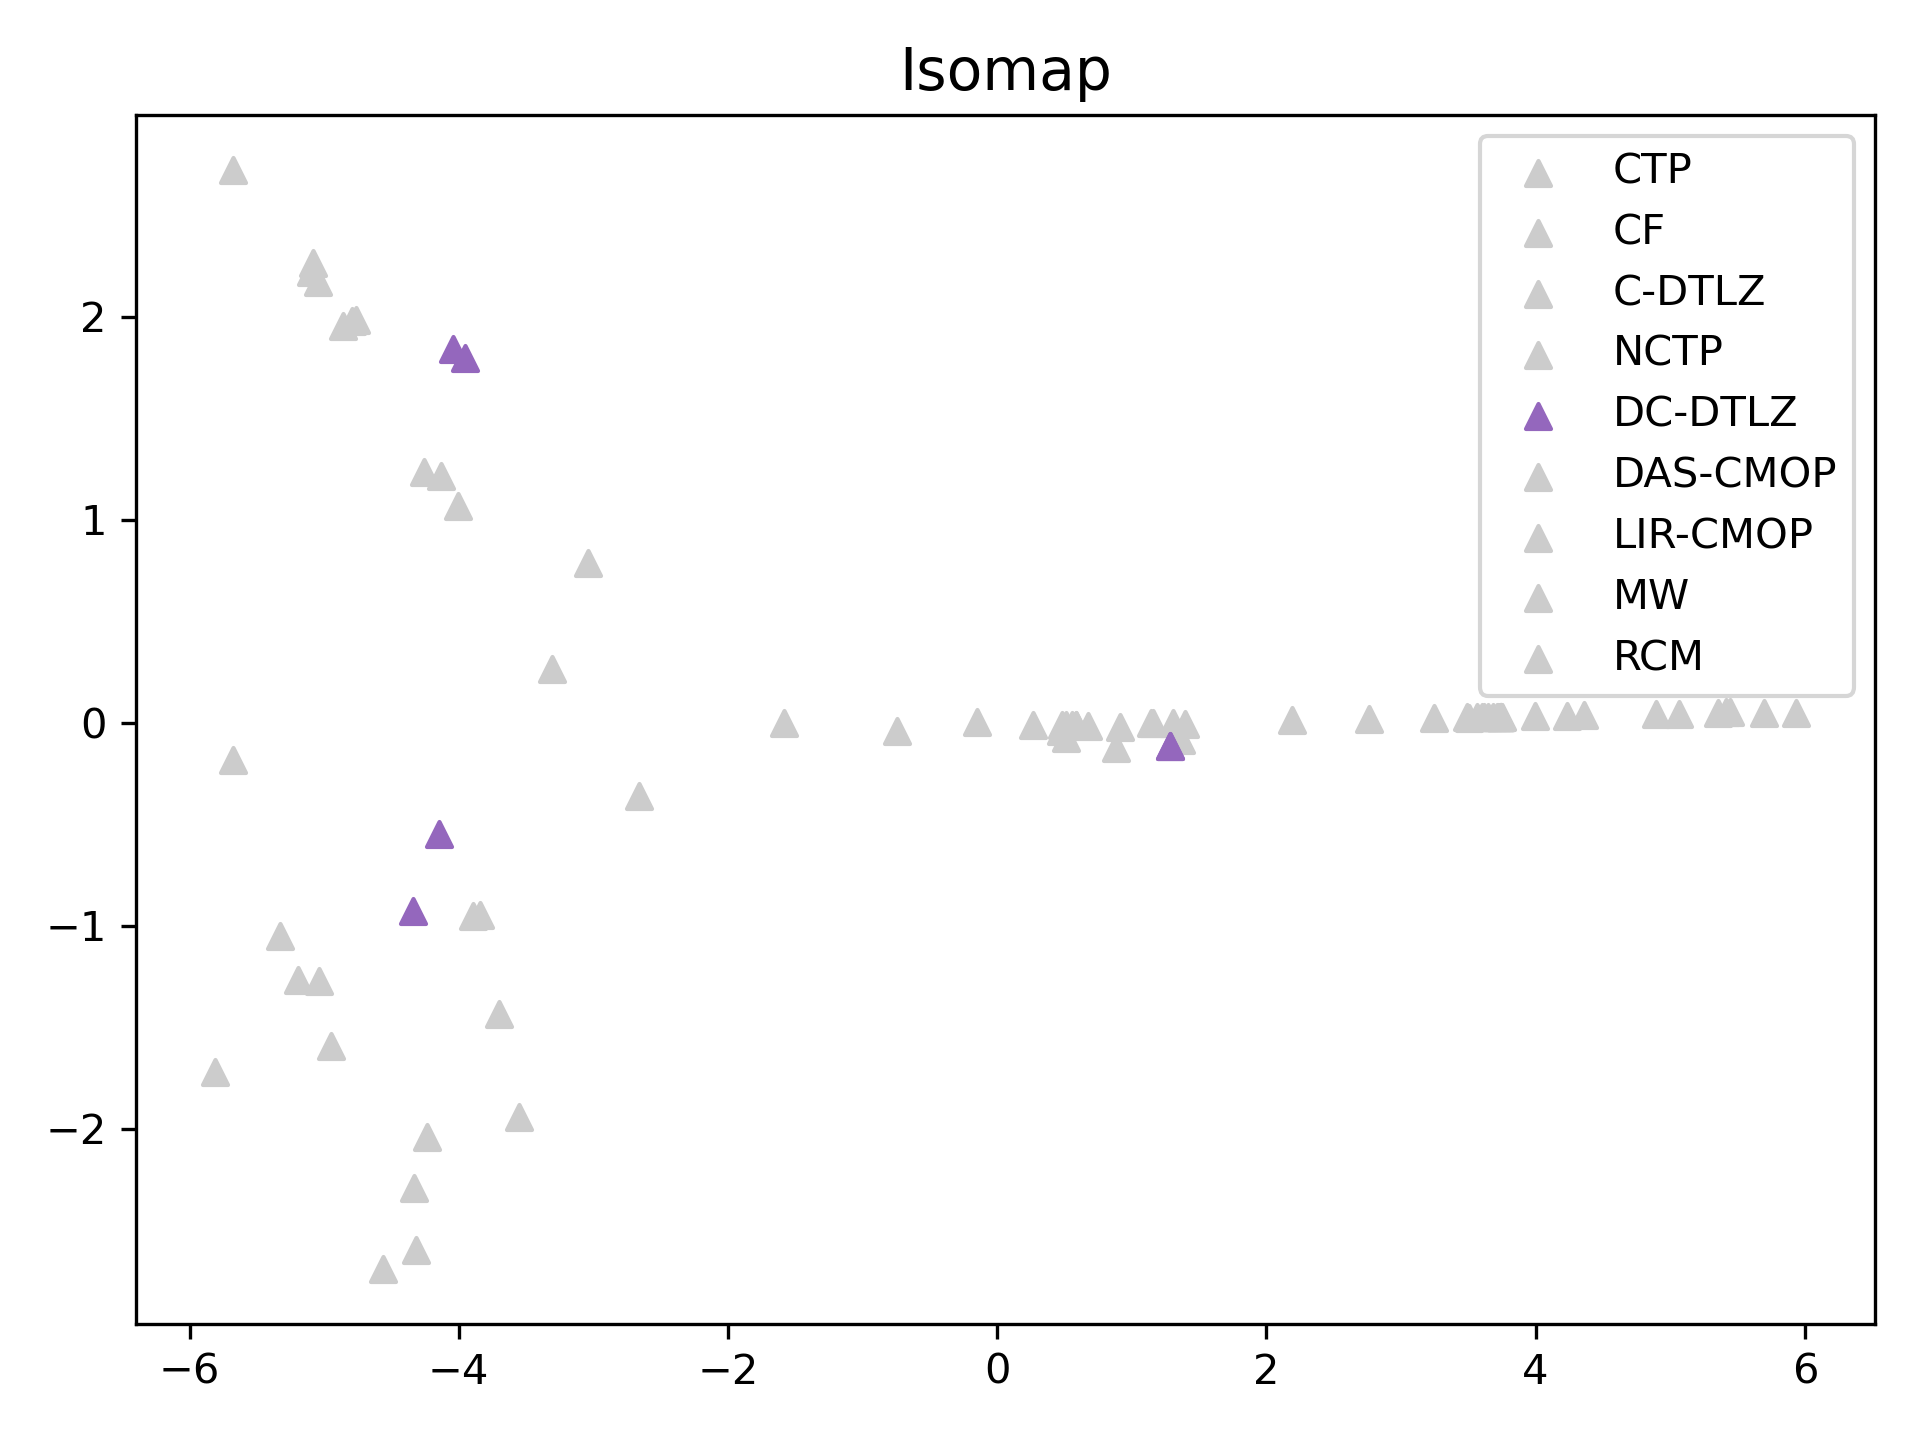 Isomap
CTP
CF
C-DTLZ
NCTP
DC-DTLZ
DAS-CMOP
LIR-CMOP
MW
RCM
2
1
0
−1
−2
−6 −4 −2 0 2 4 6